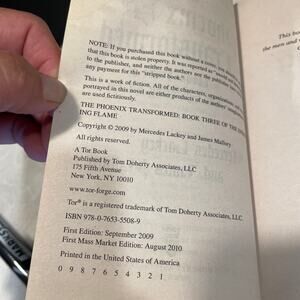 NOTE: If you purchased this book without a cover, you should
that this book is stolen property. It was reported as "unsold
to the publisher, and neither the author nor the publisher has
any payment for this "stripped book."
This is a work of fiction. All of the characters, organizations, and
portrayed in this novel are either products of the author's
are used fictitiously.
THE PHOENIX TRANSFORMED: BOOK THREE OF THE
ING FLAME
Copyright © 2009 by Mercedes Lackey and James Mallory
All rights reserved.
A Tor Book
Published by Tom Doherty Associates, LLC
175 Fifth Avenue
New York, NY 10010
www.tor-forge.com
Tor® is a registered trademark of Tom Doherty Associates, LLC.
ISBN 978-0-7653-5508-9
First Edition: September 2009
First Mass Market Edition: August 2010
Printed in the United States of America
0 9 8 7 6 5 4 3 2 1
This bo
the men and w